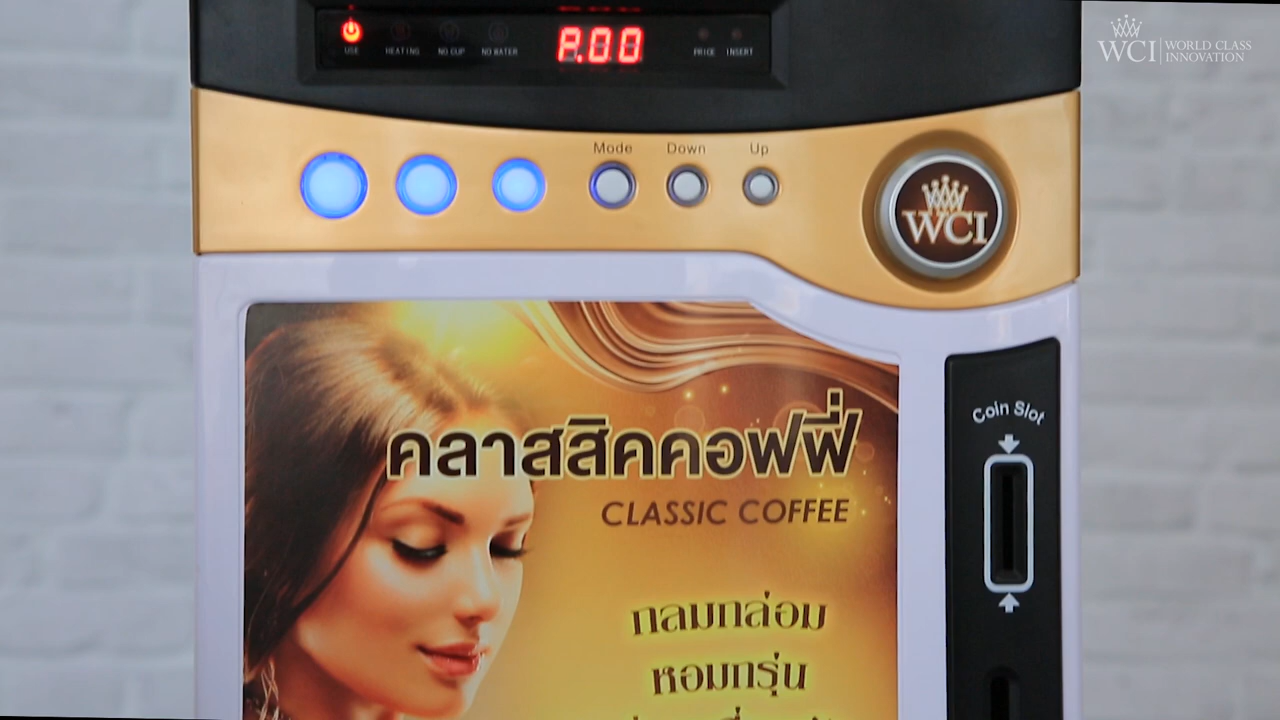 WCI WORLD CLASS
INNOVATION
USE HEATING NO CUP NO WATER
P.00
PRICE INSERT
Mode Down Up
WCI
Coin Slot
คลาสสิคคอฟฟี่
CLASSIC COFFEE
กลมกล่อม
หอมกรุ่น